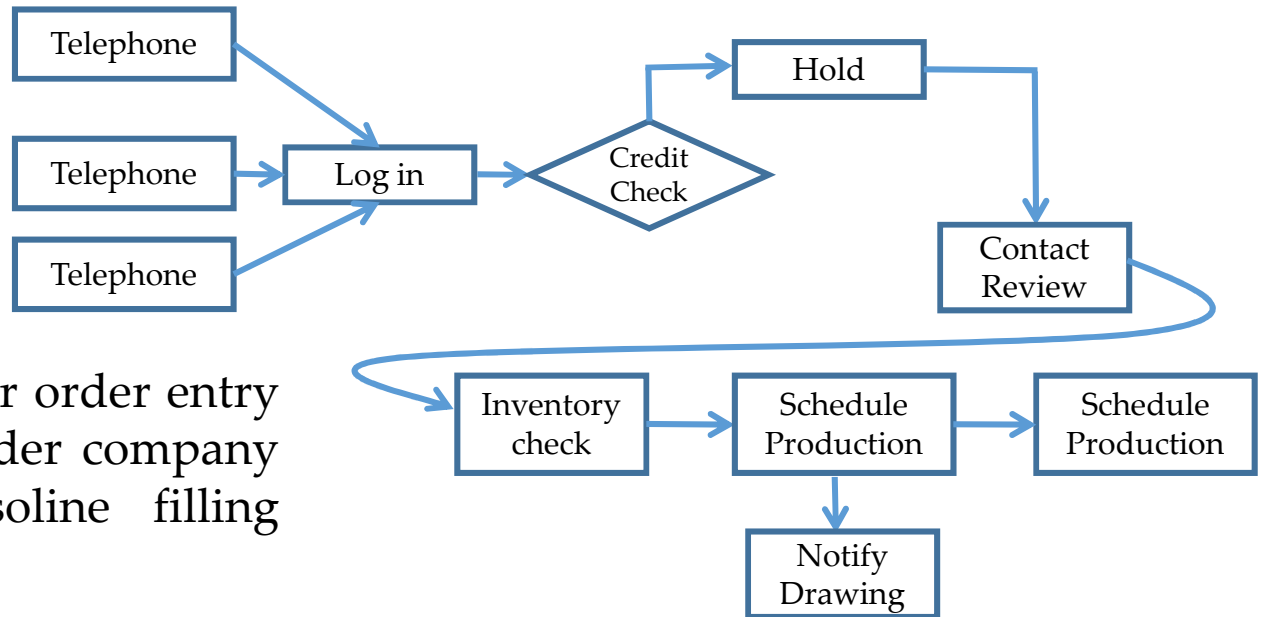 Telephone
Telephone
Telephone
Log in
Credit
Check
Hold
Contact
Review
Inventory
check
Schedule
Production
Schedule
Production
Notify
Drawing
r order entry
der company
soline filling